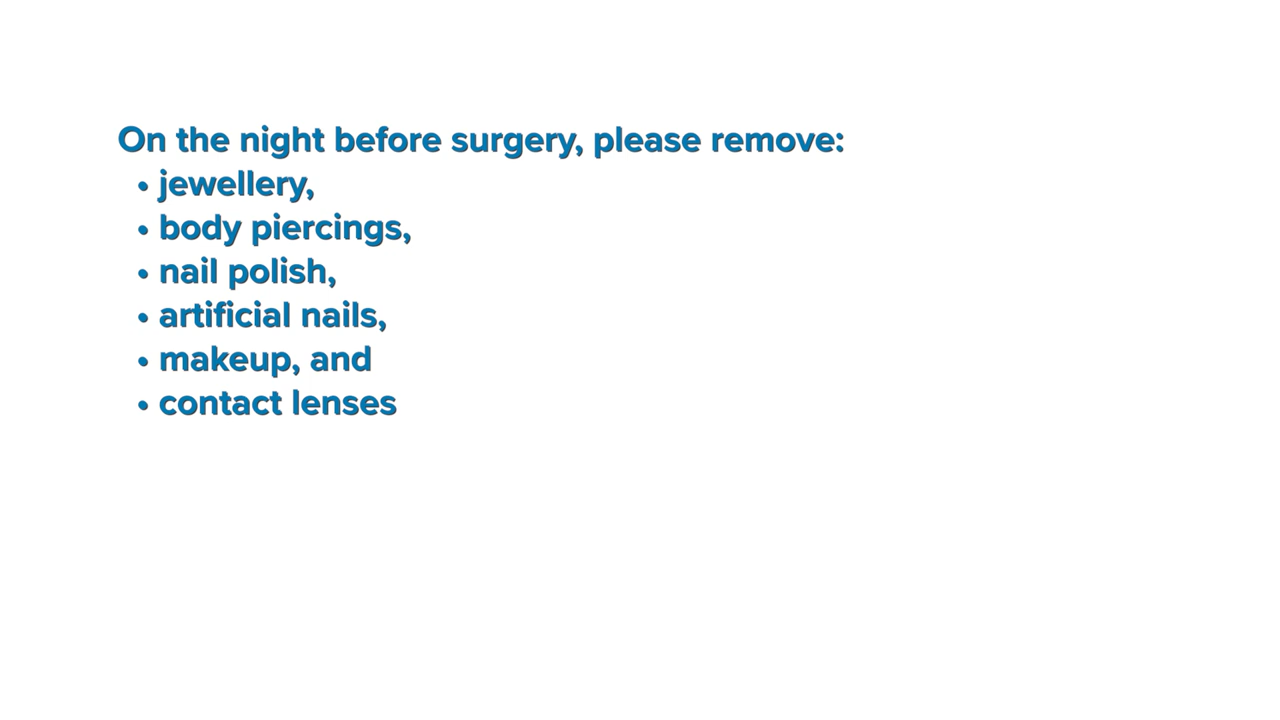 On the night before surgery, please remove:
• jewellery,
• body piercings,
• nail polish,
• artificial nails,
• makeup, and
• contact lenses